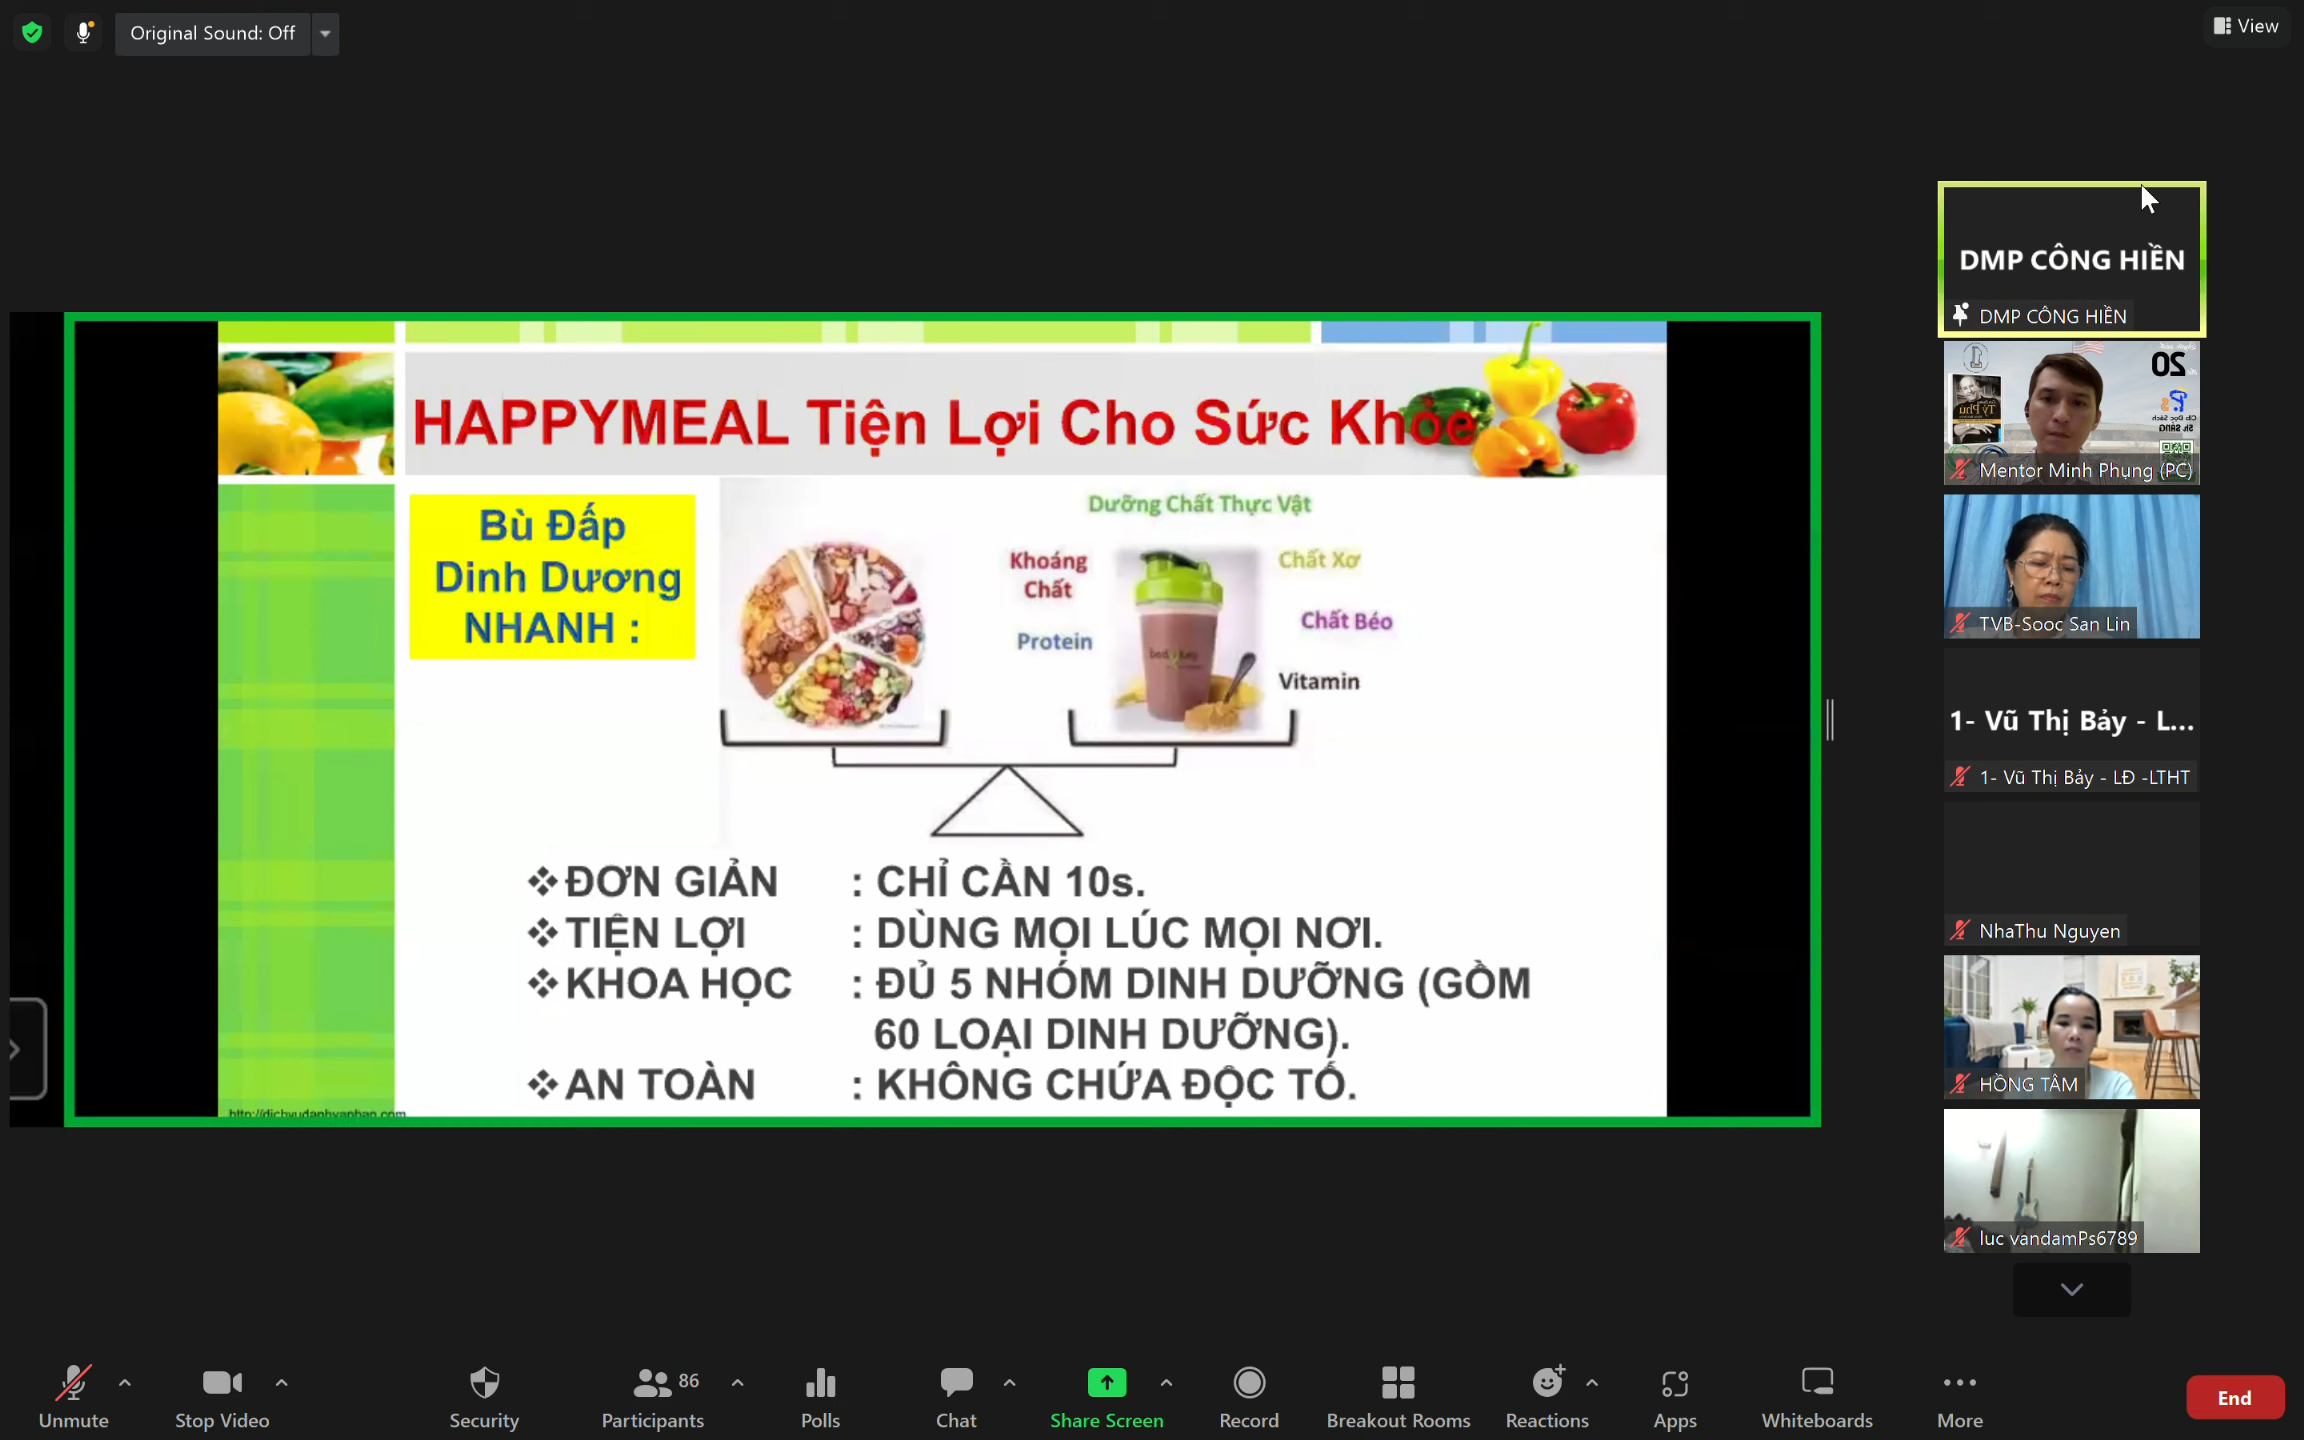 Original Sound: Off
View
HAPPYMEAL Tiện Lợi Cho Sức Khỏe
Bù Đắp
Dinh Dương
NHANH :
Dưỡng Chất Thực Vật
Khoáng
Chất
Chất Xơ
Chất Béo
Protein
Vitamin
❖ ĐƠN GIẢN : CHỈ CẦN 10s.
❖ TIỆN LỢI : DÙNG MỌI LÚC MỌI NƠI.
❖ KHOA HỌC : ĐỦ 5 NHÓM DINH DƯỠNG (GỒM
60 LOẠI DINH DƯỠNG).
❖ AN TOÀN : KHÔNG CHỨA ĐỘC TỐ.
DMP CÔNG HIỀN
DMP CÔNG HIỀN
20
Mentor Minh Phụng (PC)
TVB-Sooc San Lin
1- Vũ Thị Bảy - L...
1- Vũ Thị Bảy - LĐ -LTHT
NhaThu Nguyen
HỒNG TÂM
luc vandamPs6789
Unmute
Stop Video
Security
86
Participants
Polls
Chat
Share Screen
Record
Breakout Rooms
Reactions
Apps
Whiteboards
More
End